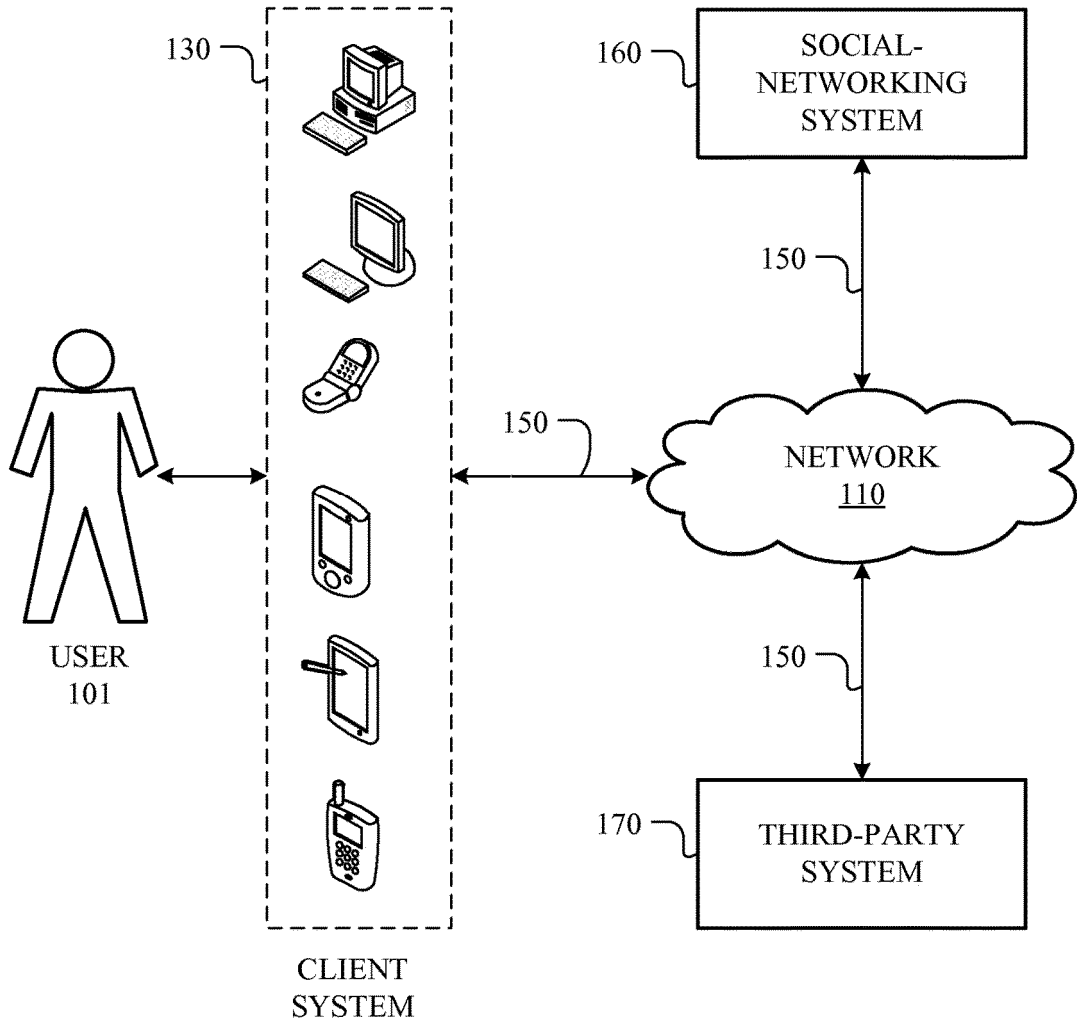 130
160
SOCIAL-
NETWORKING
SYSTEM
150
150
NETWORK
110
USER
101
150
170
THIRD-PARTY
SYSTEM
CLIENT
SYSTEM